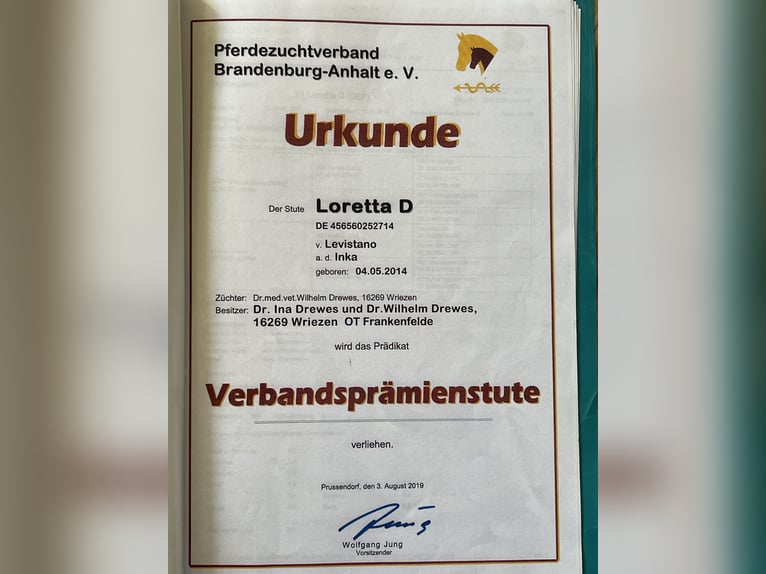 Pferdezuchtverband
Brandenburg-Anhalt e. V.
Urkunde
Der Stute Loretta D
DE 456560252714
v. Levistano
a. d. Inka
geboren: 04.05.2014
Züchter: Dr.med.vet.Wilhelm Drewes, 16269 Wriezen
Besitzer: Dr. Ina Drewes und Dr.Wilhelm Drewes,
16269 Wriezen OT Frankenfelde
wird das Prädikat
Verbandsprämienstute
verliehen.
Prussendorf, den 3. August 2019
Wolfgang Jung
Vorsitzender